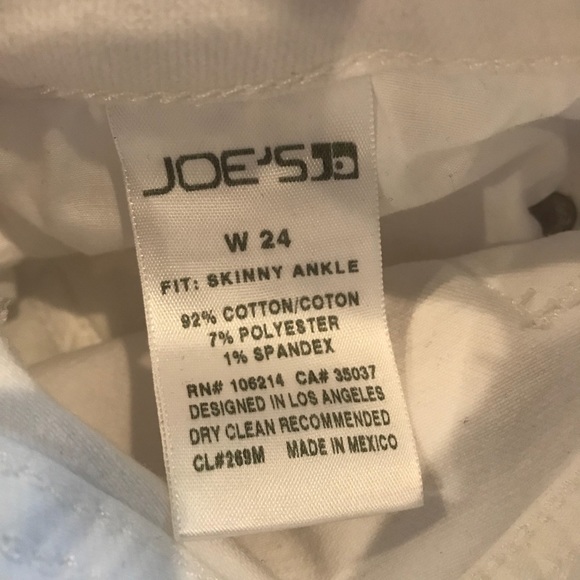 JOE'S
W 24
FIT: SKINNY ANKLE
92% COTTON/COTON
7% POLYESTER
1% SPANDEX
RN# 106214 CA# 35037
DESIGNED IN LOS ANGELES
DRY CLEAN RECOMMENDED
CL#269M MADE IN MEXICO